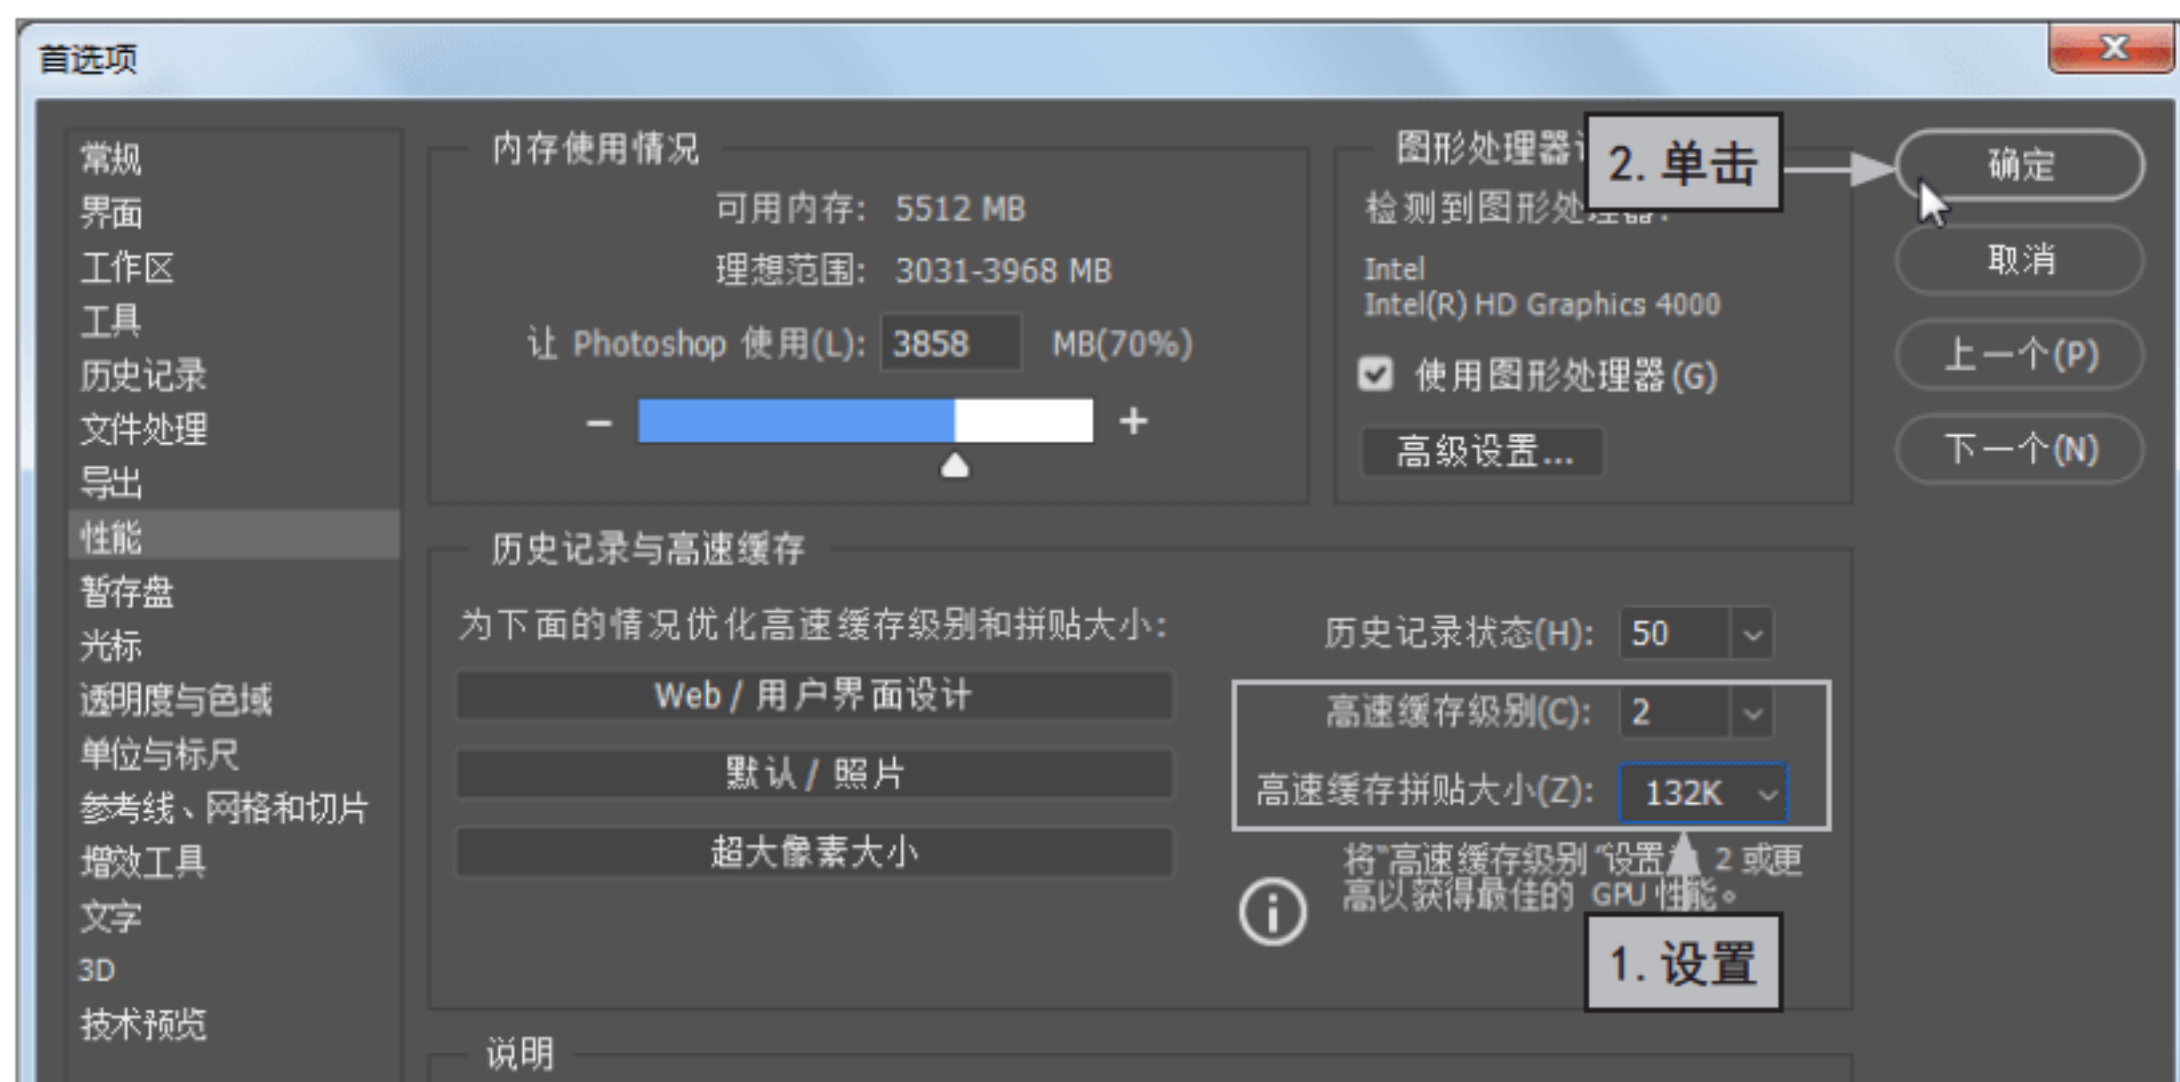 首选项
常规
界面
工作区
工具
历史记录
文件处理
导出
性能
暂存盘
光标
透明度与色域
单位与标尺
参考线、网格和切片
增效工具
文字
3D
技术预览
内存使用情况
可用内存: 5512 MB
理想范围: 3031-3968 MB
让 Photoshop 使用(L): 3858 MB(70%)
− +
图形处理器
检测到图形处理器:
Intel
Intel(R) HD Graphics 4000
使用图形处理器(G)
高级设置...
2. 单击
确定
取消
上一个(P)
下一个(N)
历史记录与高速缓存
为下面的情况优化高速缓存级别和拼贴大小:
Web / 用户界面设计
默认 / 照片
超大像素大小
历史记录状态(H): 50
高速缓存级别(C): 2
高速缓存拼贴大小(Z): 132K
将“高速缓存级别”设置为 2 或更
高以获得最佳的 GPU 性能。
1. 设置
说明